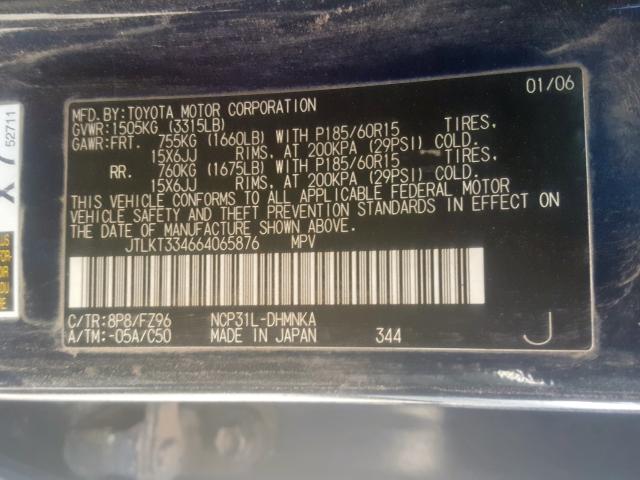 01/06
MFD.BY:TOYOTA MOTOR CORPORATION
GVWR:1505KG (3315LB)
GAWR:FRT. 755KG (1660LB) WITH P185/60R15 TIRES,
15X6JJ RIMS, AT 200KPA (29PSI) COLD.
RR. 760KG (1675LB) WITH P185/60R15 TIRES,
15X6JJ RIMS, AT 200KPA (29PSI) COLD.
THIS VEHICLE CONFORMS TO ALL APPLICABLE FEDERAL MOTOR
VEHICLE SAFETY AND THEFT PREVENTION STANDARDS IN EFFECT ON
THE DATE OF MANUFACTURE SHOWN ABOVE.
JTLKT334664065876 MPV
C/TR:8P8/FZ96 NCP31L-DHMNKA
A/TM:-05A/C50 MADE IN JAPAN 344 J
52711